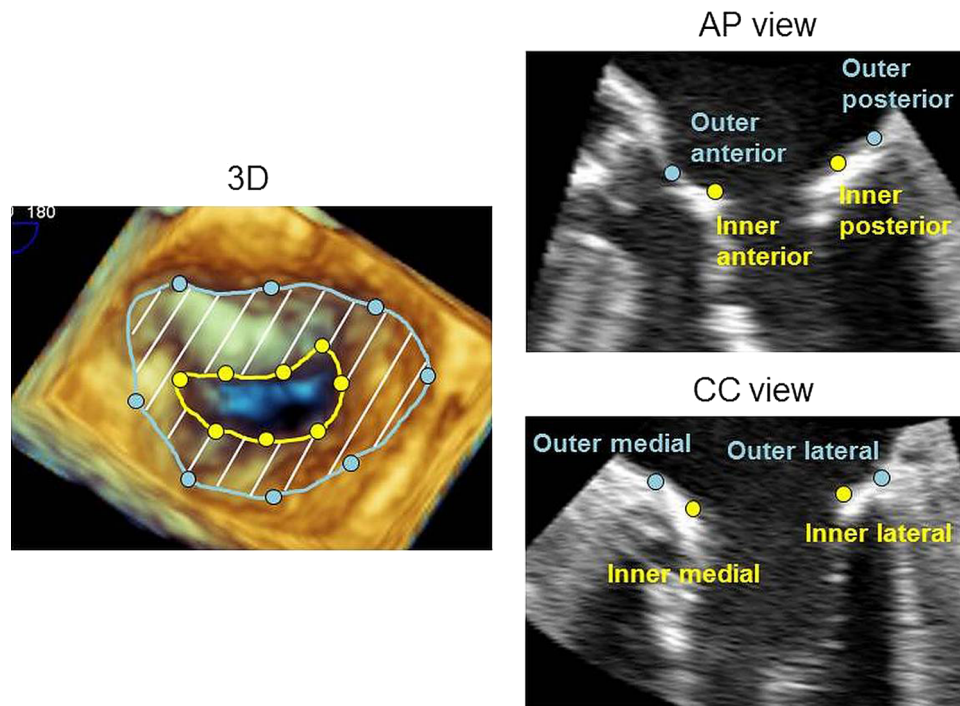 AP view
Outer
posterior
Outer
anterior
Inner
posterior
Inner
anterior
3D
180
CC view
Outer medial
Outer lateral
Inner lateral
Inner medial